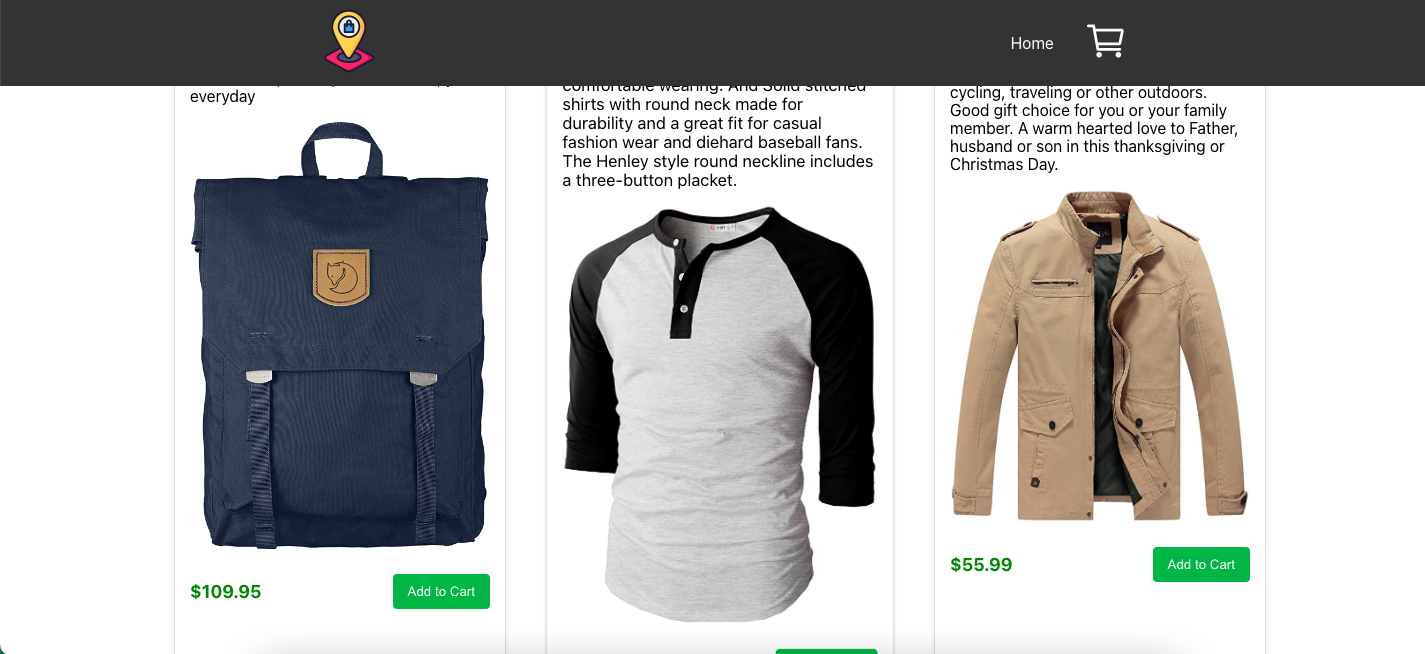 Home
everyday
comfortable wearing. And Solid stitched
shirts with round neck made for
durability and a great fit for casual
fashion wear and diehard baseball fans.
The Henley style round neckline includes
a three-button placket.
cycling, traveling or other outdoors.
Good gift choice for you or your family
member. A warm hearted love to Father,
husband or son in this thanksgiving or
Christmas Day.
$109.95
Add to Cart
$55.99
Add to Cart